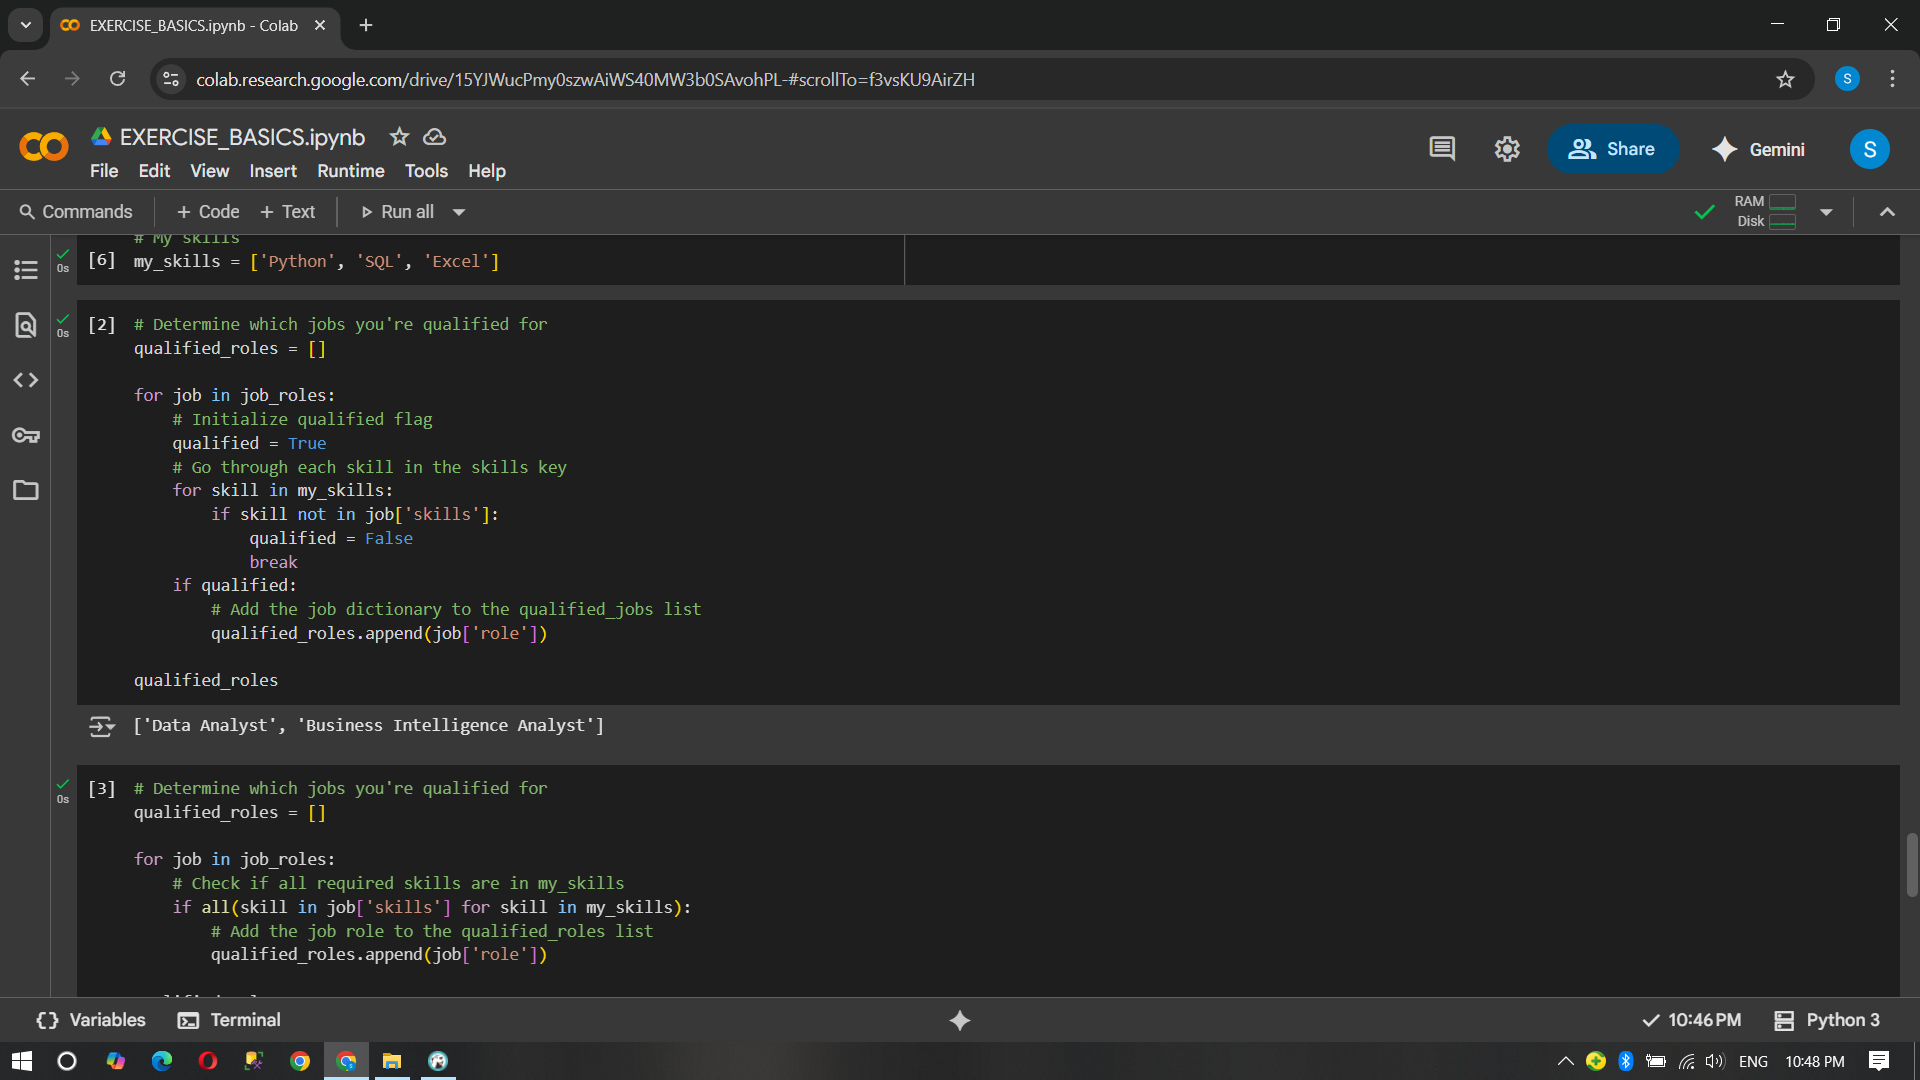 EXERCISE_BASICS.ipynb - Colab
colab.research.google.com/drive/15YJWucPmy0szwAiWS40MW3b0SAvohPL-#scrollTo=f3vsKU9AirZH
S
EXERCISE_BASICS.ipynb
File Edit View Insert Runtime Tools Help
Share
Gemini
S
Commands
+ Code
+ Text
Run all
RAM
Disk
# My skills
0s
[6]
my_skills = ['Python', 'SQL', 'Excel']
0s
[2]
# Determine which jobs you're qualified for
qualified_roles = []
for job in job_roles:
# Initialize qualified flag
qualified = True
# Go through each skill in the skills key
for skill in my_skills:
if skill not in job['skills']:
qualified = False
break
if qualified:
# Add the job dictionary to the qualified_jobs list
qualified_roles.append(job['role'])
qualified_roles
['Data Analyst', 'Business Intelligence Analyst']
0s
[3]
# Determine which jobs you're qualified for
qualified_roles = []
for job in job_roles:
# Check if all required skills are in my_skills
if all(skill in job['skills'] for skill in my_skills):
# Add the job role to the qualified_roles list
qualified_roles.append(job['role'])
Variables
Terminal
10:46 PM
Python 3
ENG
10:48 PM